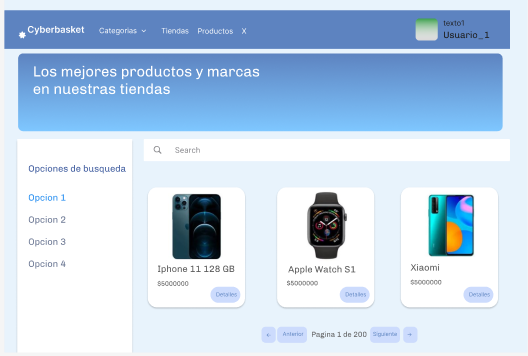 Cyberbasket Categorias Tiendas Productos X
texto1
Usuario_1
Los mejores productos y marcas
en nuestras tiendas
Search
Opciones de busqueda
Opcion 1
Opcion 2
Opcion 3
Opcion 4
Iphone 11 128 GB
$5000000
Detalles
Apple Watch S1
$5000000
Detalles
Xiaomi
$5000000
Detalles
← Anterior Pagina 1 de 200 Siguiente →